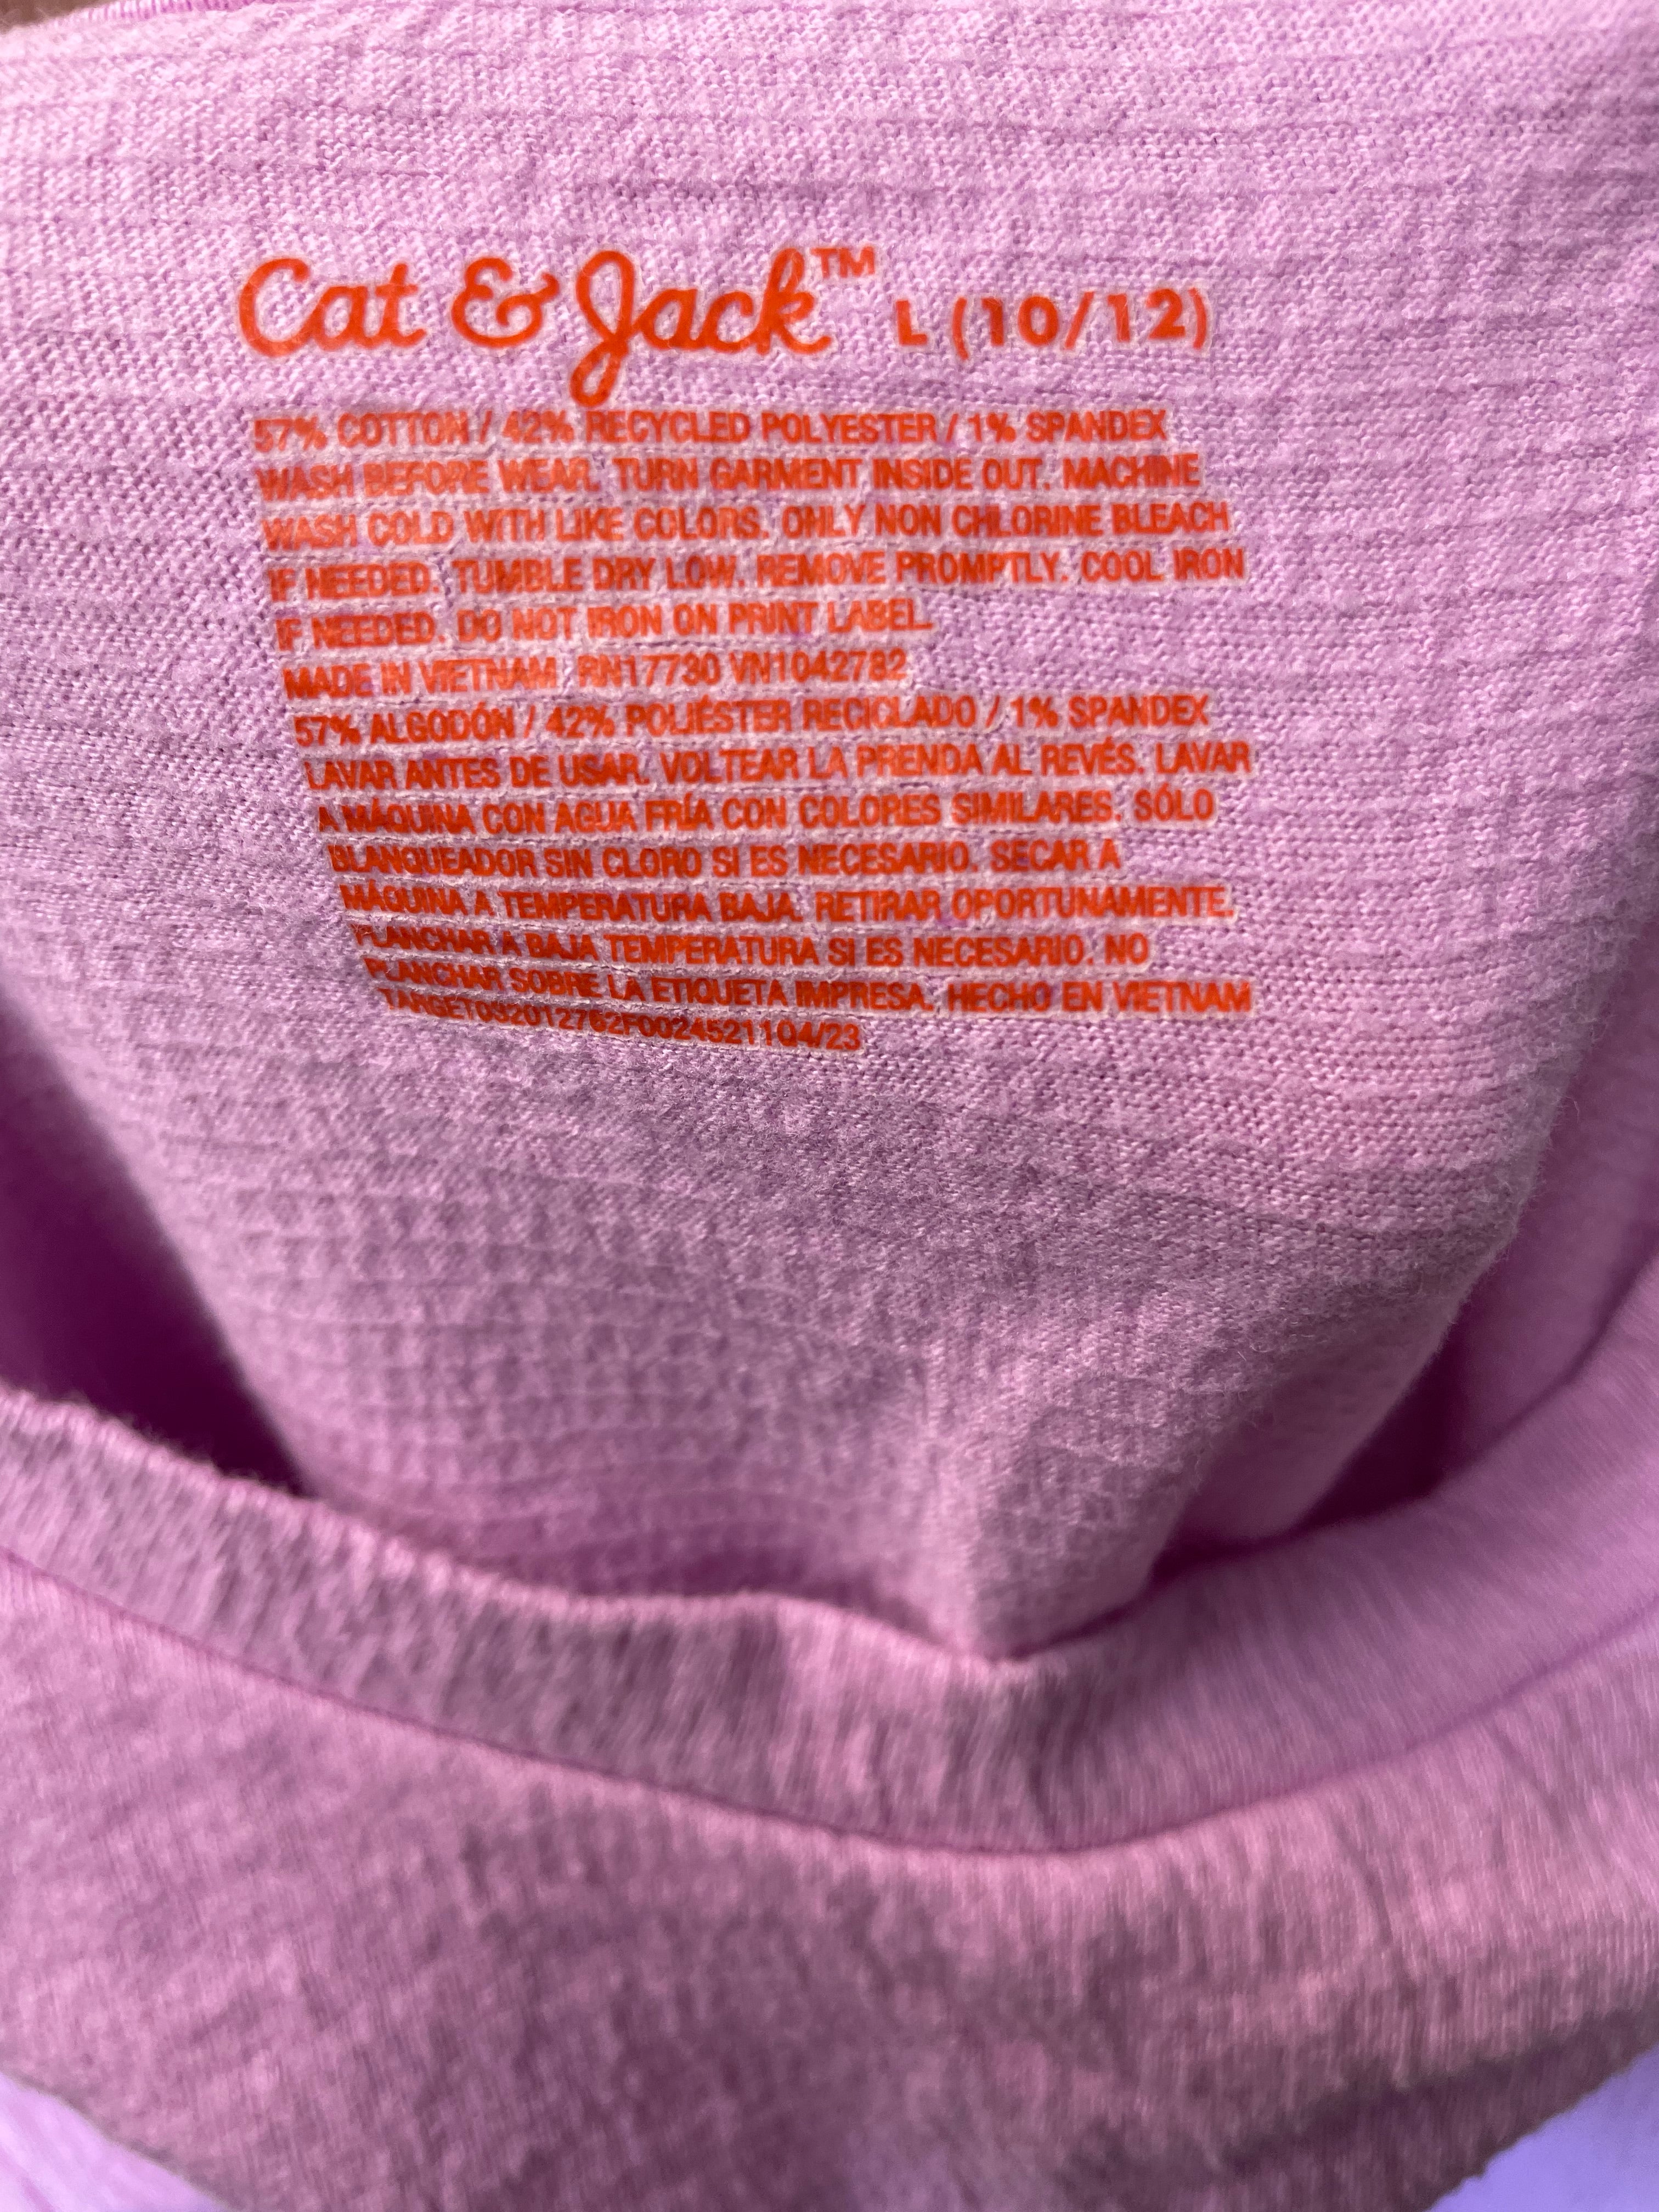 Cat & Jack™ L (10/12)
57% COTTON / 42% RECYCLED POLYESTER / 1% SPANDEX
WASH BEFORE WEAR. TURN GARMENT INSIDE OUT. MACHINE
WASH COLD WITH LIKE COLORS. ONLY NON CHLORINE BLEACH
IF NEEDED. TUMBLE DRY LOW. REMOVE PROMPTLY. COOL IRON
IF NEEDED. DO NOT IRON ON PRINT LABEL.
MADE IN VIETNAM RN17730 VN1042782
57% ALGODÓN / 42% POLIÉSTER RECICLADO / 1% SPANDEX
LAVAR ANTES DE USAR. VOLTEAR LA PRENDA AL REVÉS. LAVAR
A MÁQUINA CON AGUA FRÍA CON COLORES SIMILARES. SÓLO
BLANQUEADOR SIN CLORO SI ES NECESARIO. SECAR A
MÁQUINA A TEMPERATURA BAJA. RETIRAR OPORTUNAMENTE.
PLANCHAR A BAJA TEMPERATURA SI ES NECESARIO. NO
PLANCHAR SOBRE LA ETIQUETA IMPRESA. HECHO EN VIETNAM
TARGET032012762F0024521104/23